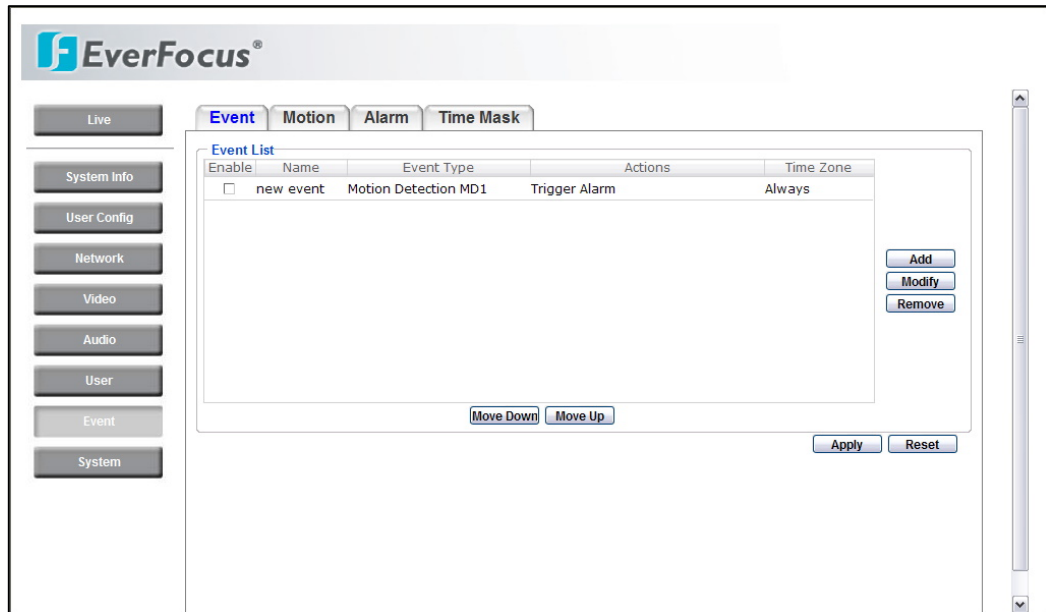 EverFocus®
Live
System Info
User Config
Network
Video
Audio
User
Event
System
Event Motion Alarm Time Mask
Event List
Enable Name Event Type Actions Time Zone
new event Motion Detection MD1 Trigger Alarm Always
Add
Modify
Remove
Move Down Move Up
Apply Reset